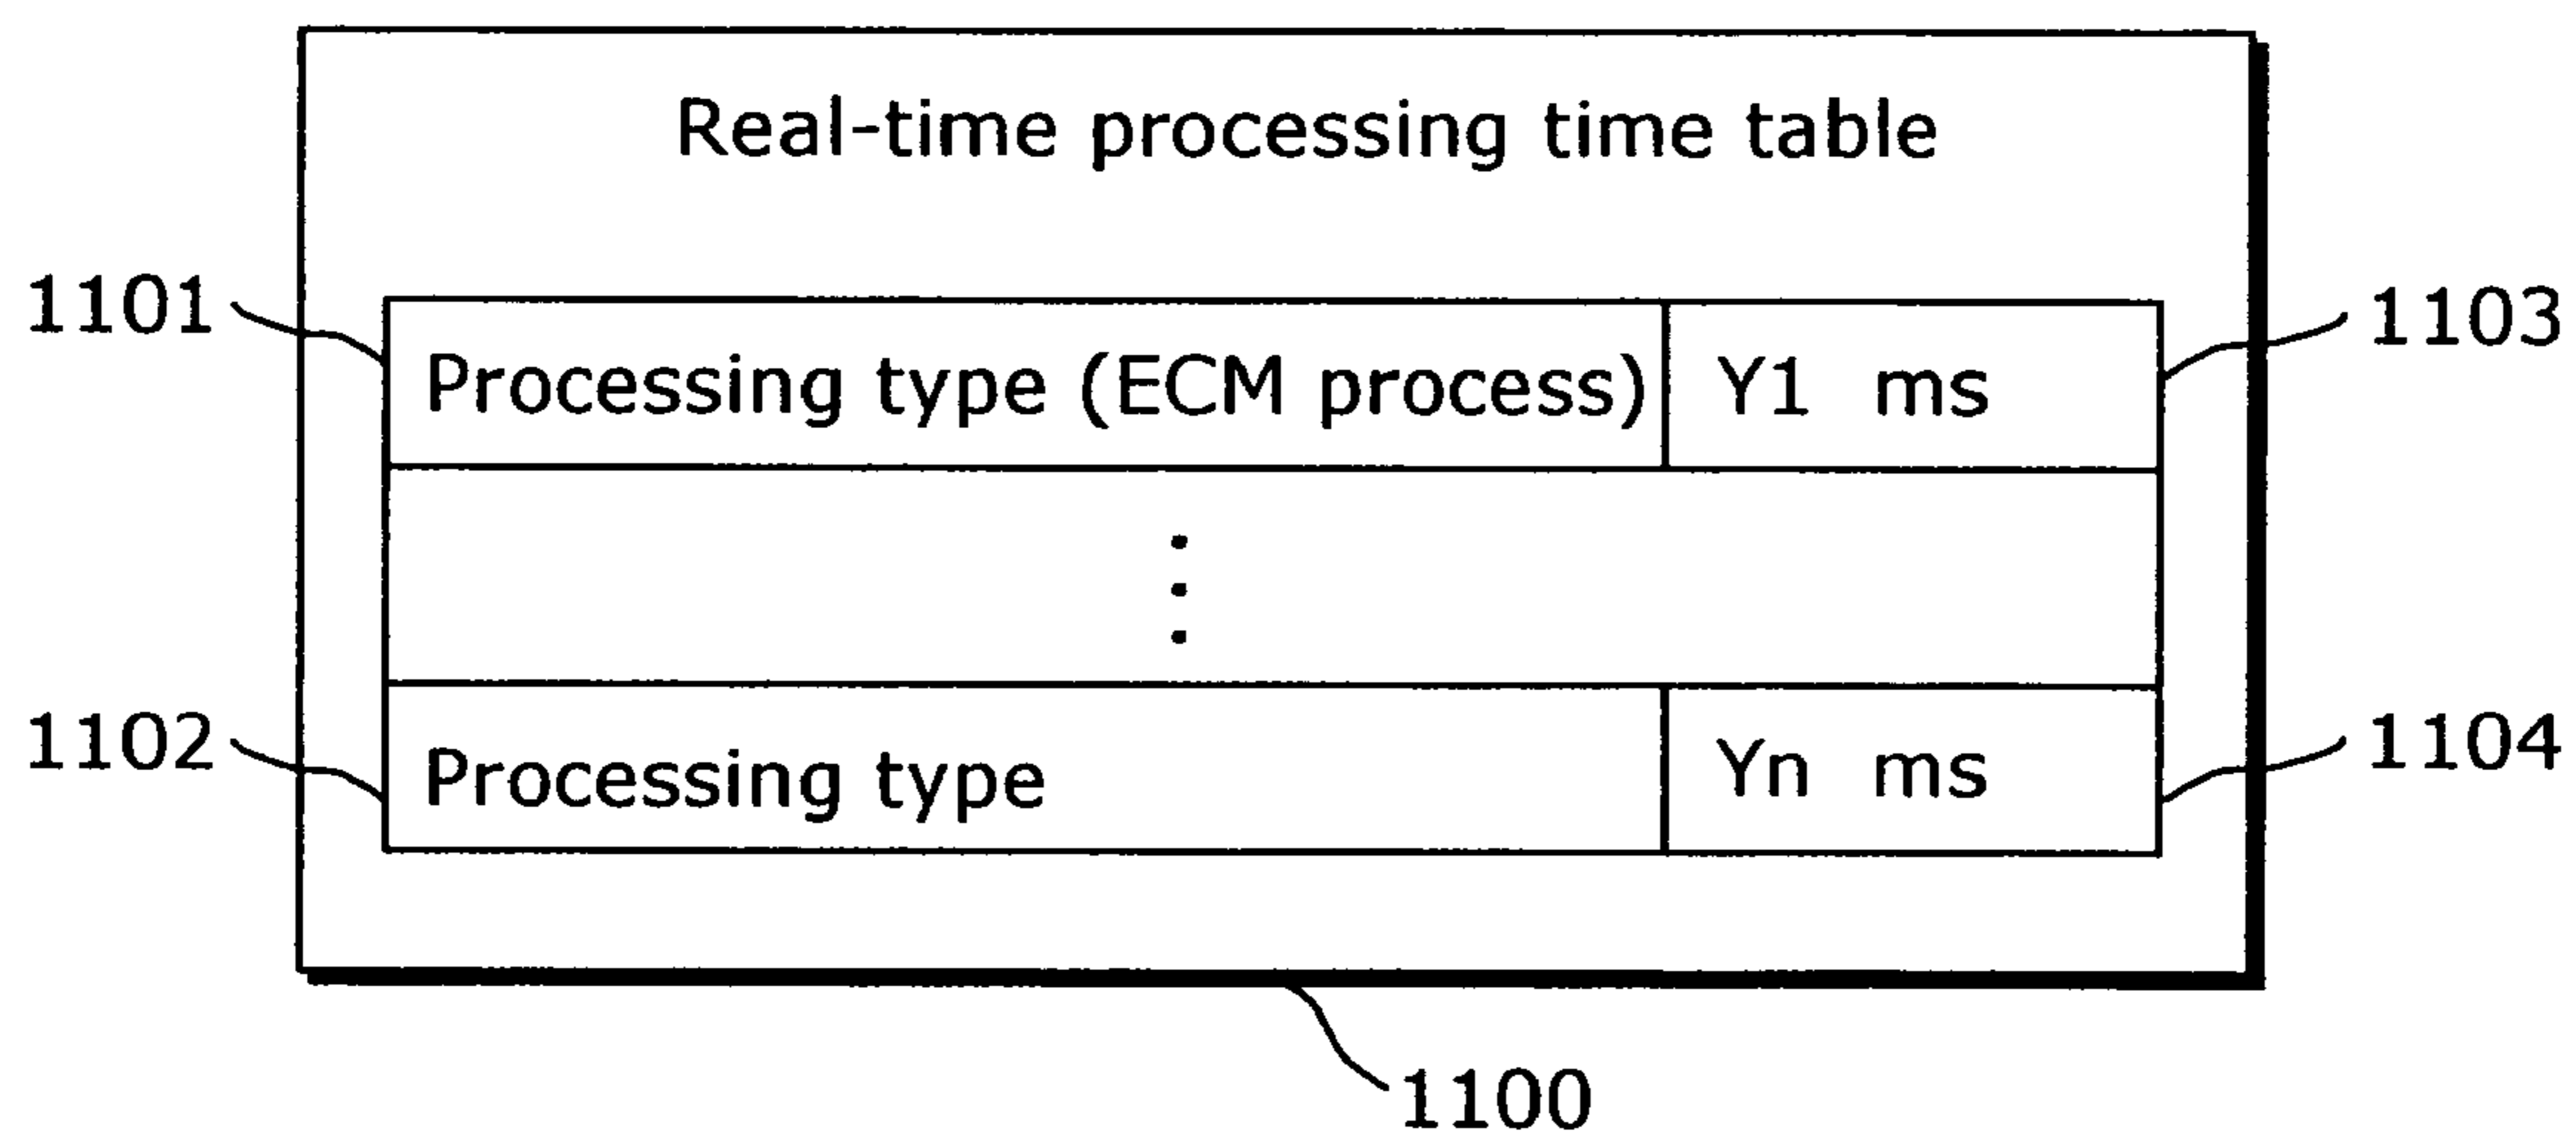 Real-time processing time table
1101
Processing type (ECM process) Y1 ms
1103
1102
Processing type Yn ms
1104
1100